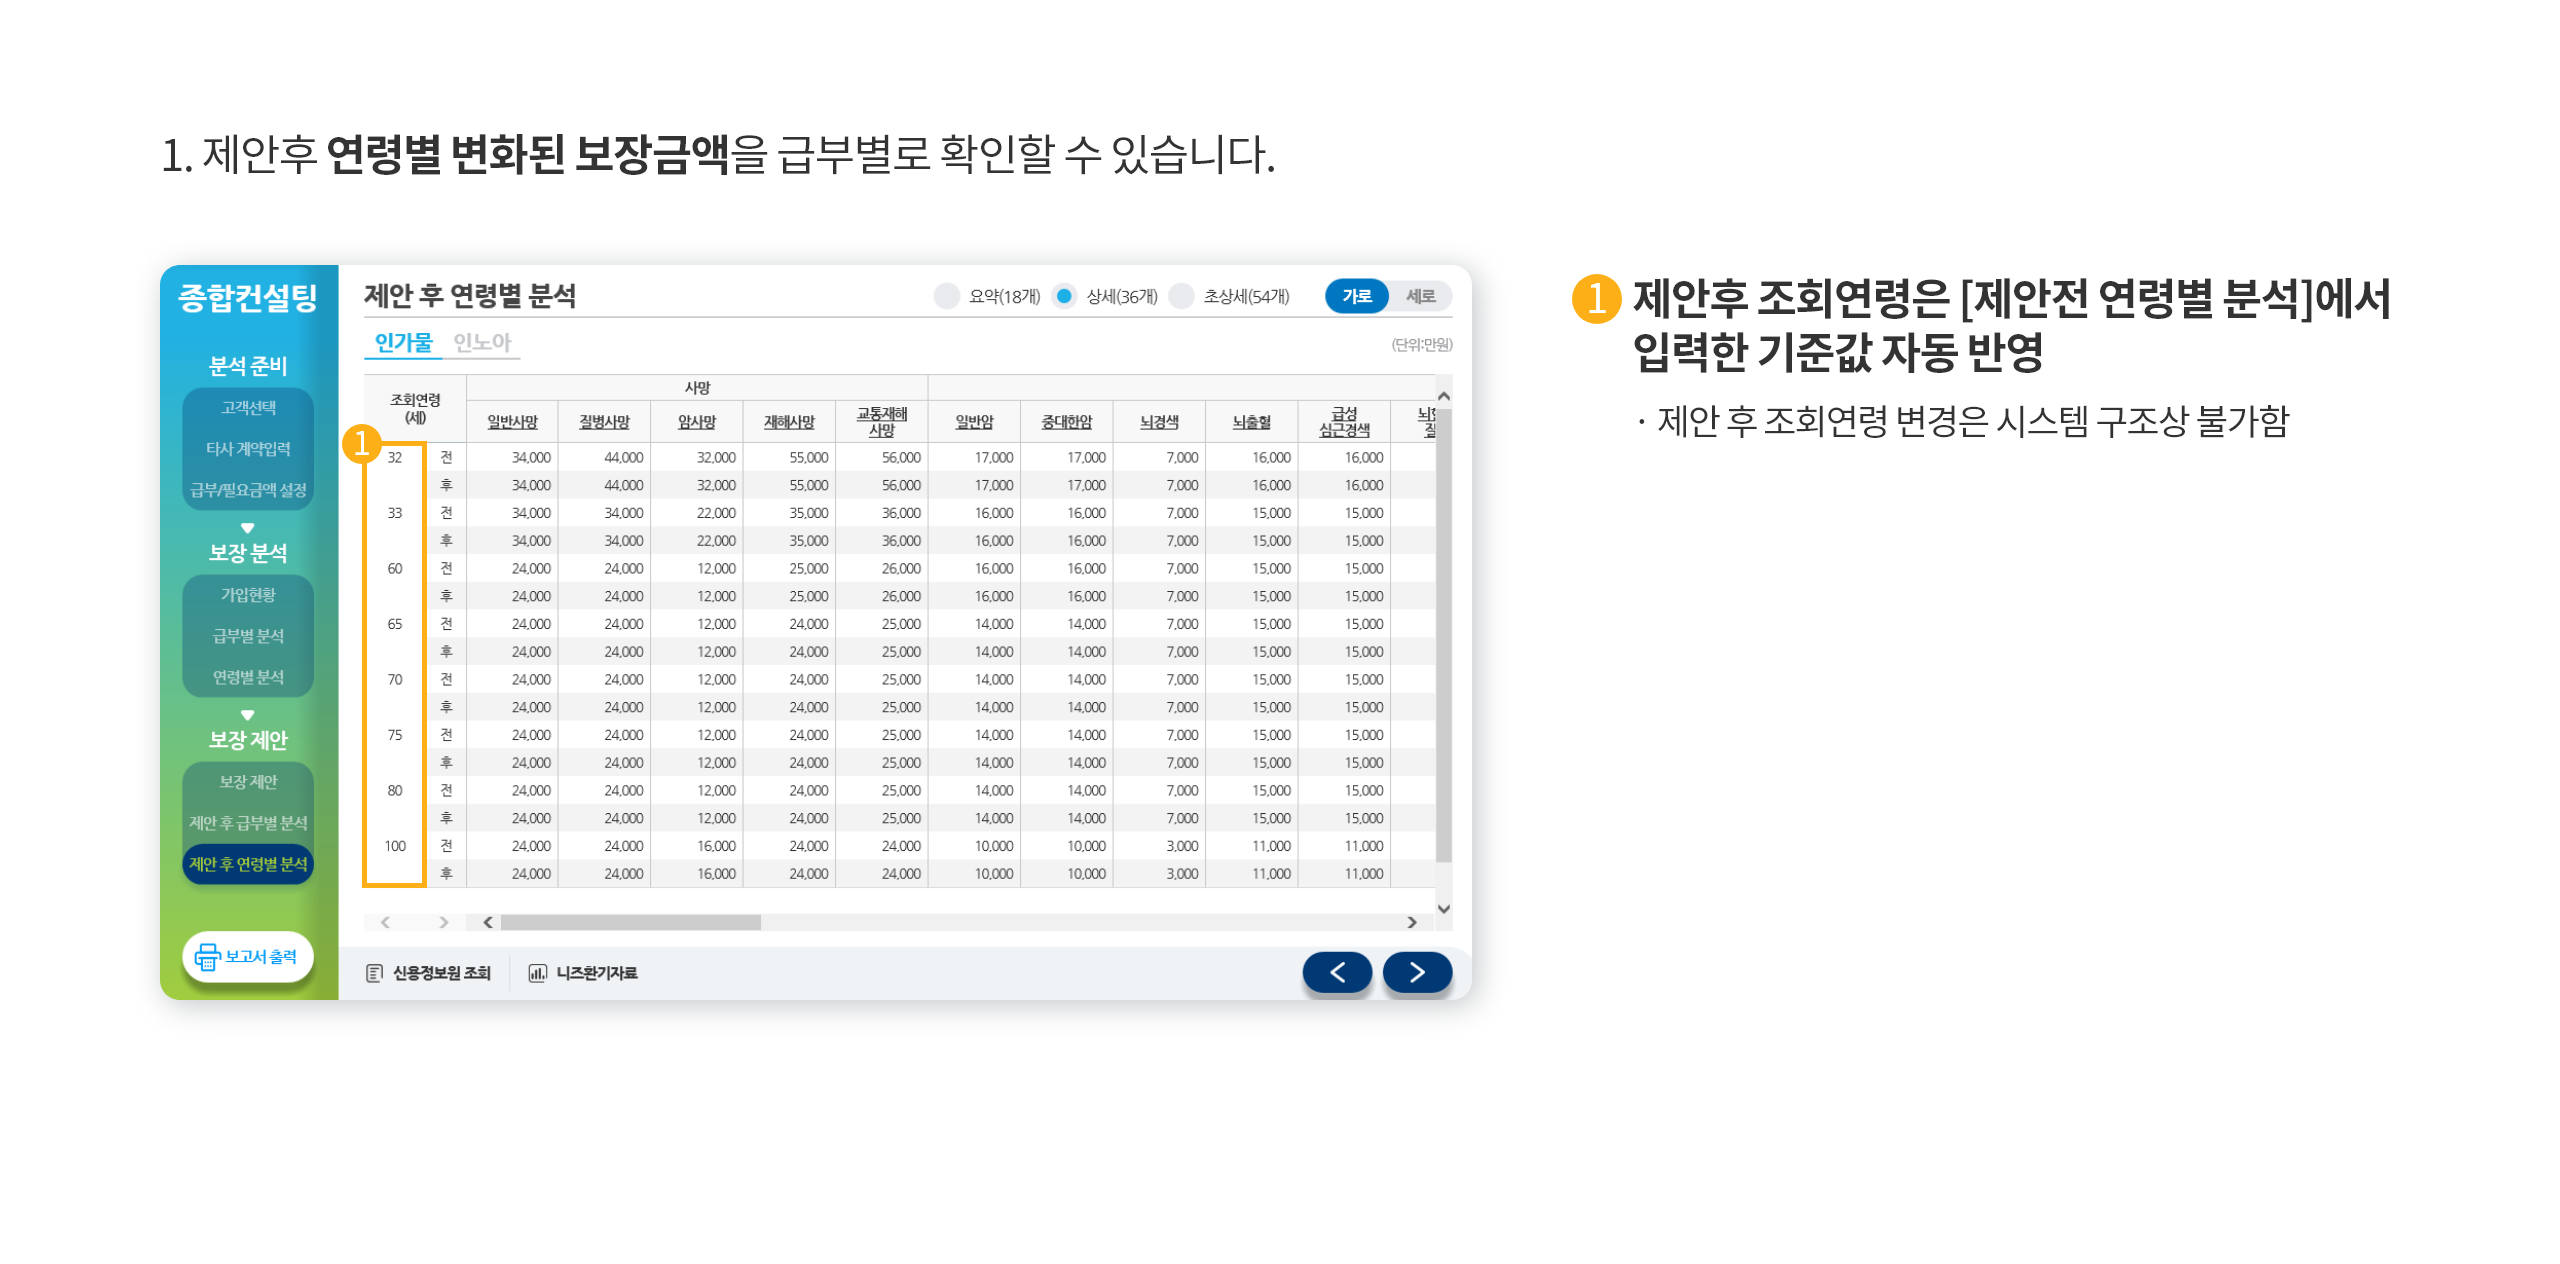 1. 제안후 연령별 변화된 보장금액을 급부별로 확인할 수 있습니다.
종합컨설팅
분석 준비
고객선택
타사 계약입력
급부/필요금액 설정
보장 분석
가입현황
급부별 분석
연령별 분석
보장 제안
보장 제안
제안 후 급부별 분석
제안 후 연령별 분석
보고서 출력
제안 후 연령별 분석
요약(18개) 상세(36개) 초상세(54개) 가로 세로
인가물 인노아
(단위:만원)
조회연령
(세)
사망
일반사망 질병사망 암사망 재해사망 교통재해
사망
일반암 중대한암 뇌경색 뇌출혈 급성
심근경색
1
32 전 34,000 44,000 32,000 55,000 56,000 17,000 17,000 7,000 16,000 16,000
후 34,000 44,000 32,000 55,000 56,000 17,000 17,000 7,000 16,000 16,000
33 전 34,000 34,000 22,000 35,000 36,000 16,000 16,000 7,000 15,000 15,000
후 34,000 34,000 22,000 35,000 36,000 16,000 16,000 7,000 15,000 15,000
60 전 24,000 24,000 12,000 25,000 26,000 16,000 16,000 7,000 15,000 15,000
후 24,000 24,000 12,000 25,000 26,000 16,000 16,000 7,000 15,000 15,000
65 전 24,000 24,000 12,000 24,000 25,000 14,000 14,000 7,000 15,000 15,000
후 24,000 24,000 12,000 24,000 25,000 14,000 14,000 7,000 15,000 15,000
70 전 24,000 24,000 12,000 24,000 25,000 14,000 14,000 7,000 15,000 15,000
후 24,000 24,000 12,000 24,000 25,000 14,000 14,000 7,000 15,000 15,000
75 전 24,000 24,000 12,000 24,000 25,000 14,000 14,000 7,000 15,000 15,000
후 24,000 24,000 12,000 24,000 25,000 14,000 14,000 7,000 15,000 15,000
80 전 24,000 24,000 12,000 24,000 25,000 14,000 14,000 7,000 15,000 15,000
후 24,000 24,000 12,000 24,000 25,000 14,000 14,000 7,000 15,000 15,000
100 전 24,000 24,000 16,000 24,000 24,000 10,000 10,000 3,000 11,000 11,000
후 24,000 24,000 16,000 24,000 24,000 10,000 10,000 3,000 11,000 11,000
신용정보원 조회 니즈환기자료
1 제안후 조회연령은 [제안전 연령별 분석]에서
입력한 기준값 자동 반영
· 제안 후 조회연령 변경은 시스템 구조상 불가함